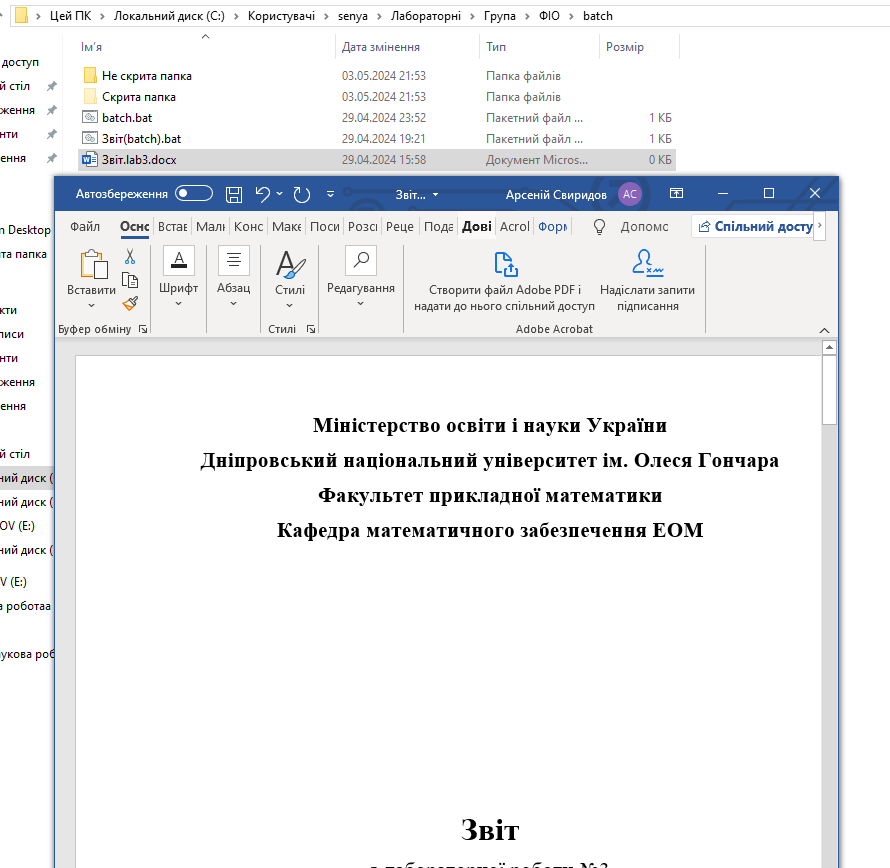 Цей ПК > Локальний диск (C:) > Користувачі > senya > Лабораторні > Група > ФІО > batch
Ім'я Дата змінення Тип Розмір
Не скрита папка 03.05.2024 21:53 Папка файлів
Скрита папка 03.05.2024 21:53 Папка файлів
batch.bat 29.04.2024 23:52 Пакетний файл ... 1 КБ
Звіт(batch).bat 29.04.2024 19:21 Пакетний файл ... 1 КБ
Звіт.lab3.docx 29.04.2024 15:58 Документ Micros... 0 КБ
доступ
й стіл
ження
нти
ення
n Desktop
та папка
кти
писи
нти
ження
ення
й стіл
ний диск (
ний диск (
OV (E:)
ний диск (
V (E:)
а роботаа
укова роб
Автозбереження Звіт... Арсеній Свиридов АС
Файл Оснс Встав Малю Конс Маке Поси Розсі Реце Пода Дові Acrol Форм Допомс Спільний досту
Вставити Шрифт Абзац Стилі Редагування
Створити файл Adobe PDF і
надати до нього спільний доступ
Надіслати запити
підписання
Буфер обміну Стилі Adobe Acrobat
Міністерство освіти і науки України
Дніпровський національний університет ім. Олеся Гончара
Факультет прикладної математики
Кафедра математичного забезпечення ЕОМ
Звіт
з лабораторної роботи №3